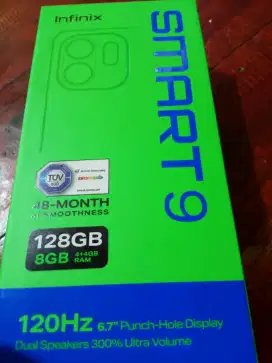 Infinix
SMART 9
TÜV
48-MONTH
SMOOTHNESS
128GB
8GB 4+4GB
RAM
120Hz 6.7" Punch-Hole Display
Dual Speakers 300% Ultra Volume